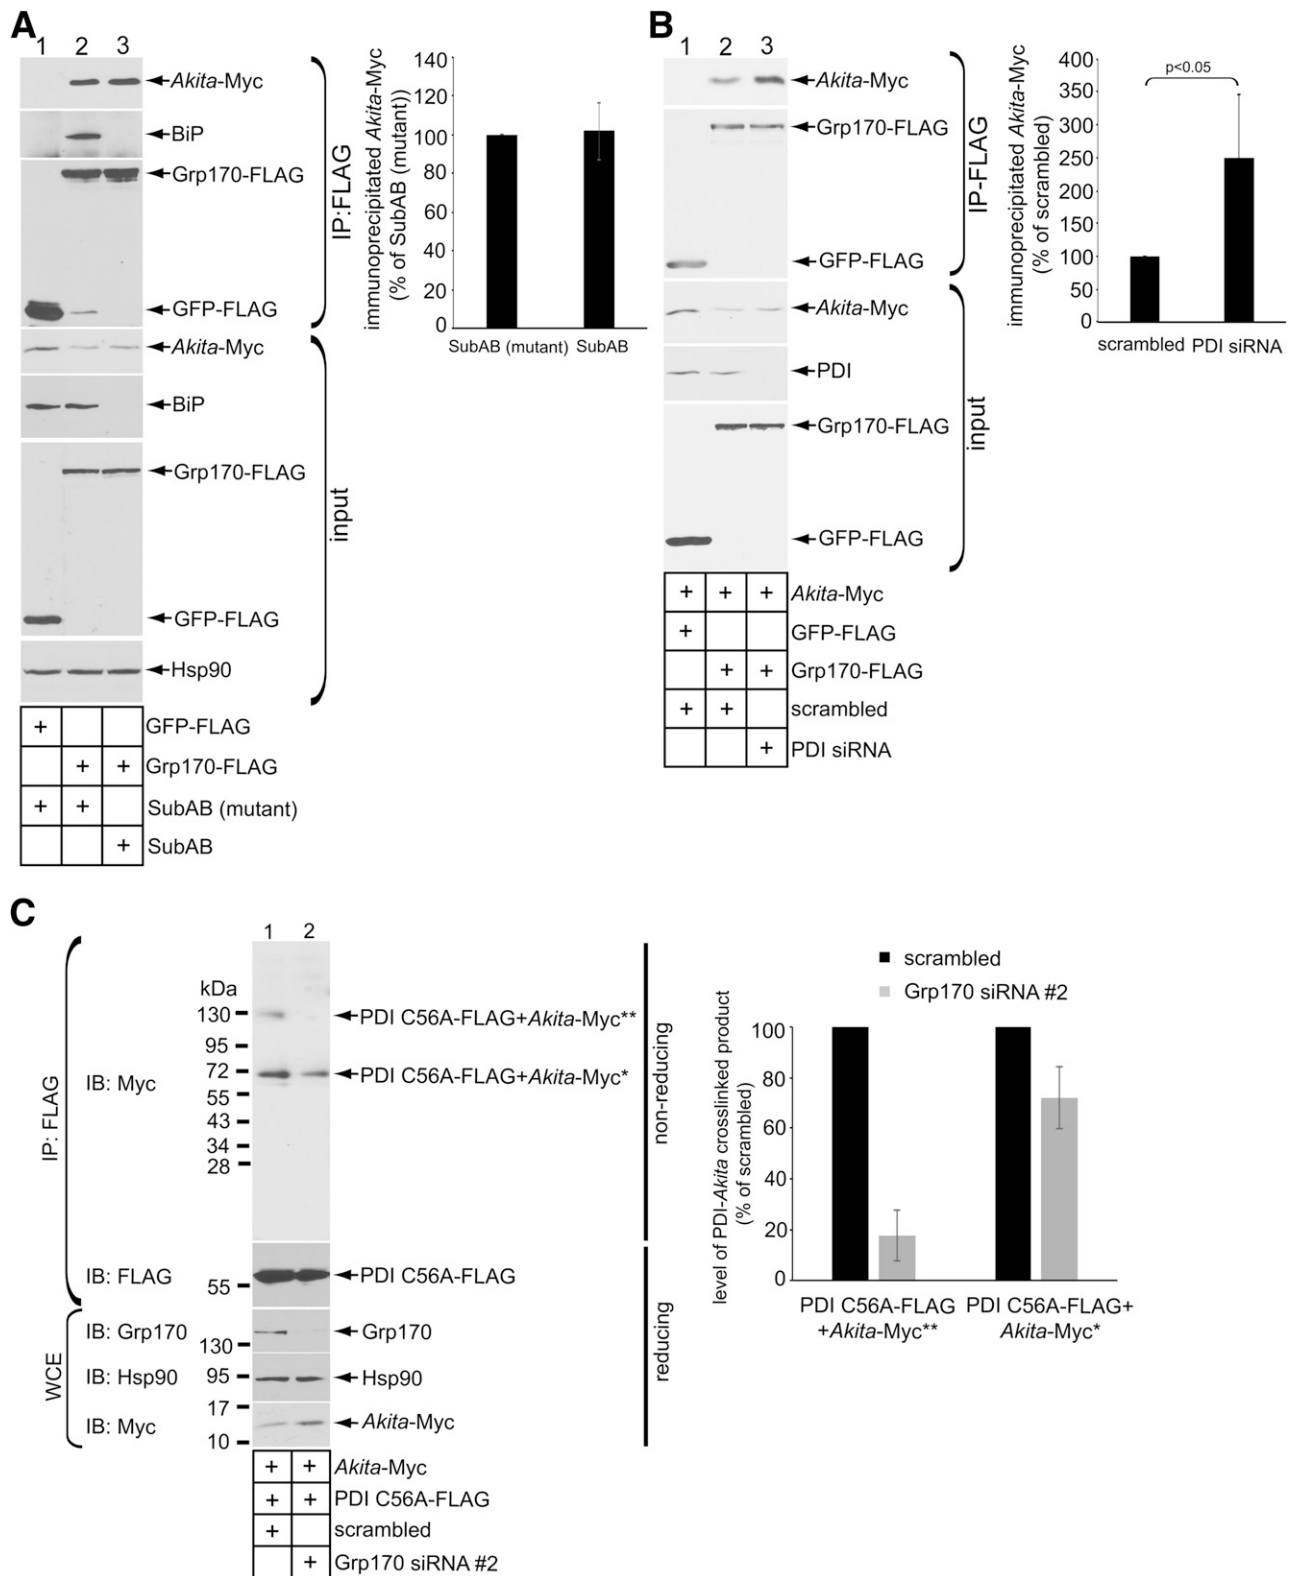 A
1 2 3
Akita-Myc
BiP
Grp170-FLAG
GFP-FLAG
IP:FLAG
Akita-Myc
BiP
Grp170-FLAG
GFP-FLAG
Hsp90
input
+ GFP-FLAG
+ + Grp170-FLAG
+ + SubAB (mutant)
+ SubAB
immunoprecipitated Akita-Myc
(% of SubAB (mutant))
140
120
100
80
60
40
20
0
SubAB (mutant) SubAB
B
1 2 3
Akita-Myc
Grp170-FLAG
GFP-FLAG
IP-FLAG
Akita-Myc
PDI
Grp170-FLAG
GFP-FLAG
input
+ + + Akita-Myc
+ GFP-FLAG
+ + Grp170-FLAG
+ + scrambled
+ PDI siRNA
immunoprecipitated Akita-Myc
(% of scrambled)
400
350
300
250
200
150
100
50
0
p<0.05
scrambled PDI siRNA
C
1 2
kDa
130
95
72
55
43
34
28
IP: FLAG
IB: Myc
PDI C56A-FLAG+Akita-Myc**
PDI C56A-FLAG+Akita-Myc*
non-reducing
IB: FLAG
55
PDI C56A-FLAG
WCE
IB: Grp170
130
Grp170
IB: Hsp90
95
Hsp90
IB: Myc
17
10
Akita-Myc
reducing
+ + Akita-Myc
+ + PDI C56A-FLAG
+ scrambled
+ Grp170 siRNA #2
scrambled
Grp170 siRNA #2
level of PDI-Akita crosslinked product
(% of scrambled)
100
80
60
40
20
0
PDI C56A-FLAG
+Akita-Myc**
PDI C56A-FLAG+
Akita-Myc*